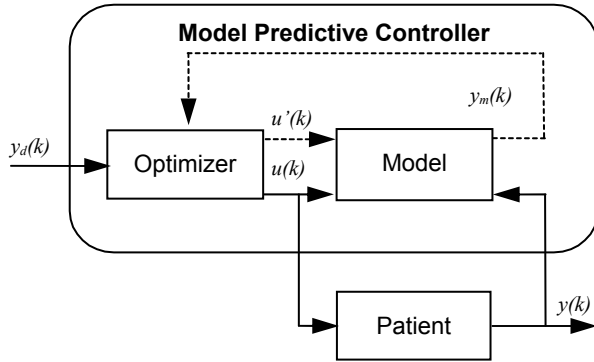 Model Predictive Controller
y_m(k)
u'(k)
y_d(k)
Optimizer
Model
u(k)
y(k)
Patient